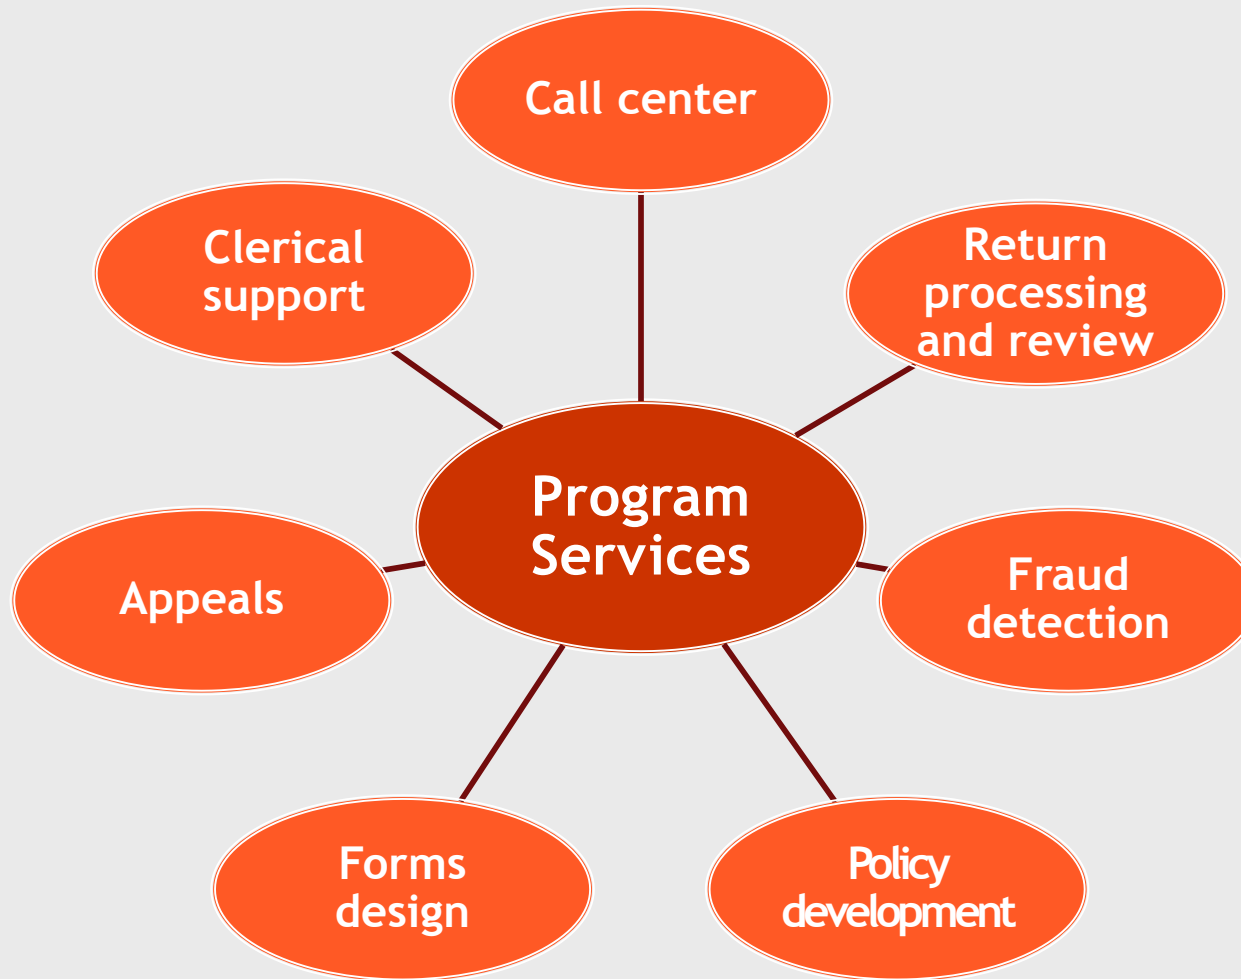 Call center
Clerical
support
Return
processing
and review
Program
Services
Appeals
Fraud
detection
Forms
design
Policy
development